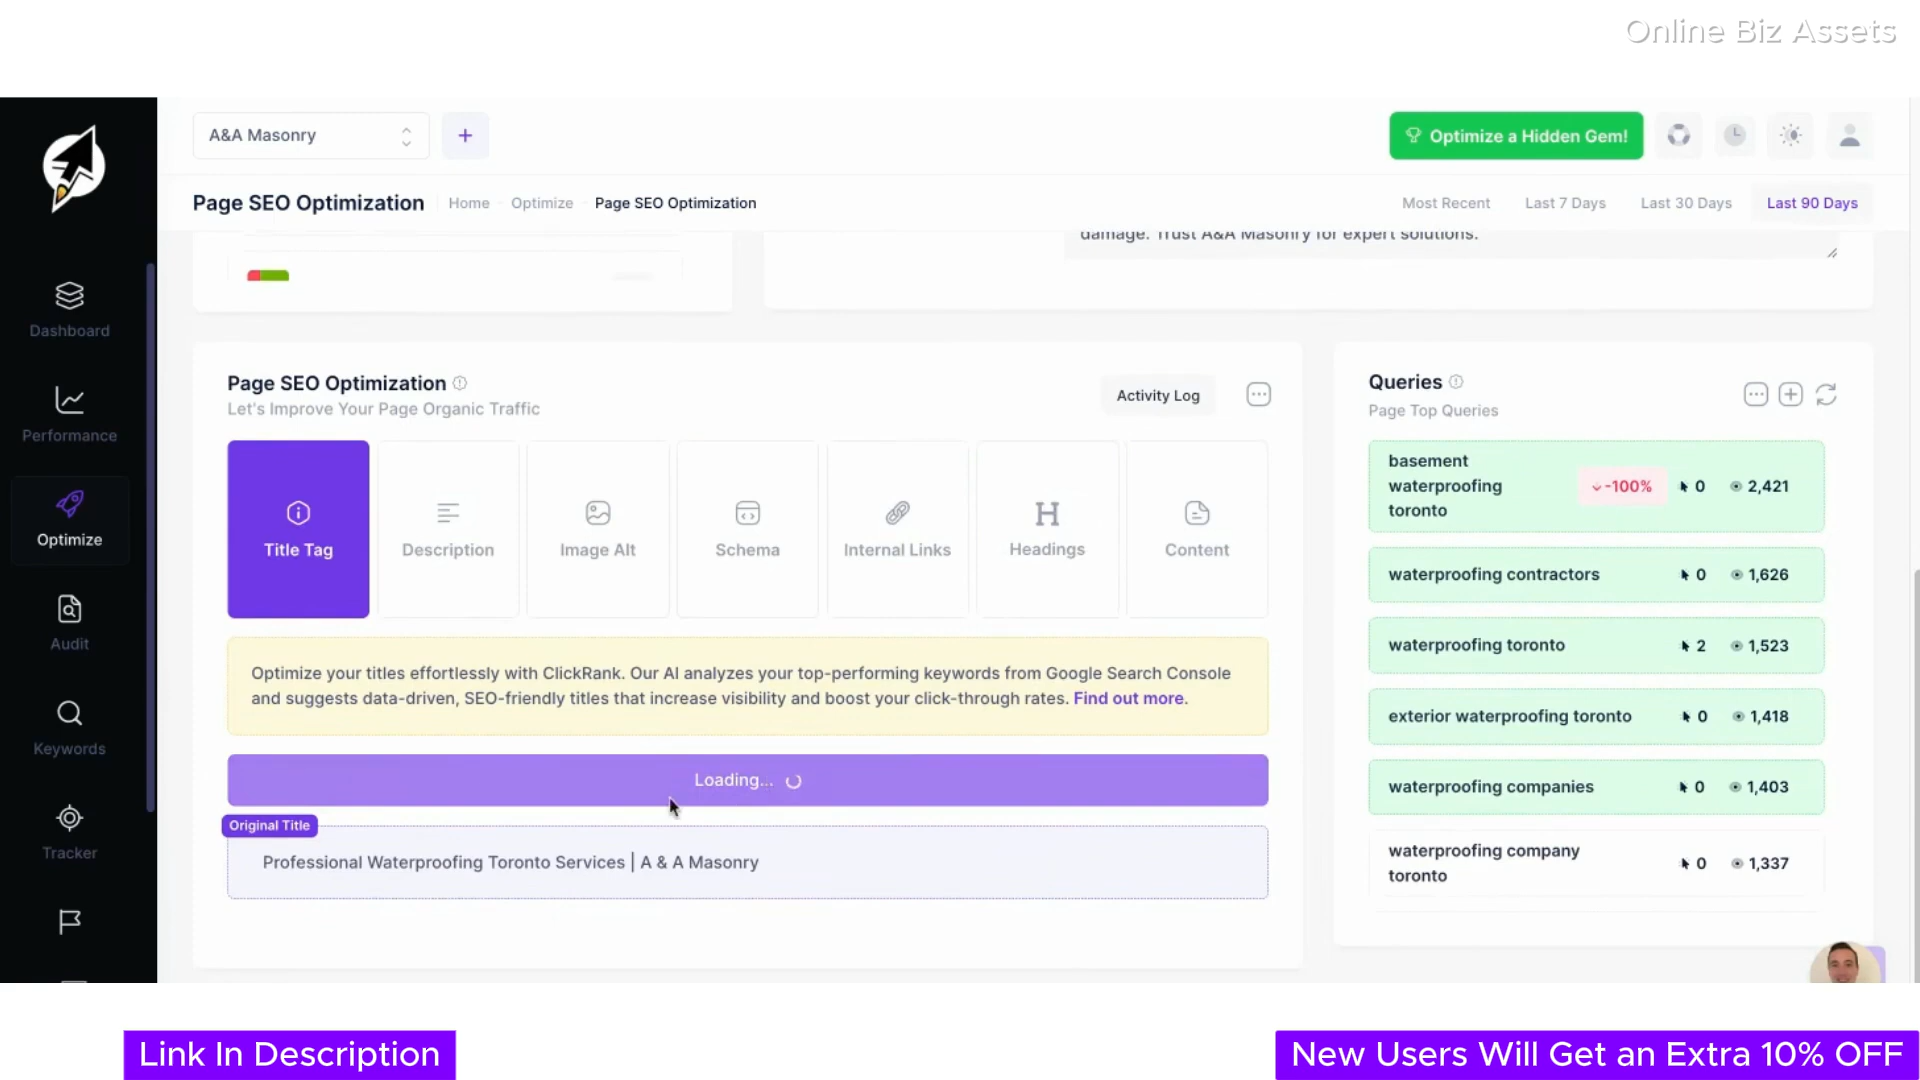 Online Biz Assets
A&A Masonry
+
Optimize a Hidden Gem!
Page SEO Optimization
Home
Optimize
Page SEO Optimization
Most Recent
Last 7 Days
Last 30 Days
Last 90 Days
damage. Trust A&A Masonry for expert solutions.
Dashboard
Performance
Optimize
Audit
Keywords
Tracker
Page SEO Optimization
Let's Improve Your Page Organic Traffic
Activity Log
Title Tag
Description
Image Alt
Schema
Internal Links
H
Headings
Content
Optimize your titles effortlessly with ClickRank. Our AI analyzes your top-performing keywords from Google Search Console
and suggests data-driven, SEO-friendly titles that increase visibility and boost your click-through rates. Find out more.
Loading...
Original Title
Professional Waterproofing Toronto Services | A & A Masonry
Queries
Page Top Queries
basement
waterproofing
toronto
-100% 0 2,421
waterproofing contractors 0 1,626
waterproofing toronto 2 1,523
exterior waterproofing toronto 0 1,418
waterproofing companies 0 1,403
waterproofing company
toronto
0 1,337
Link In Description
New Users Will Get an Extra 10% OFF